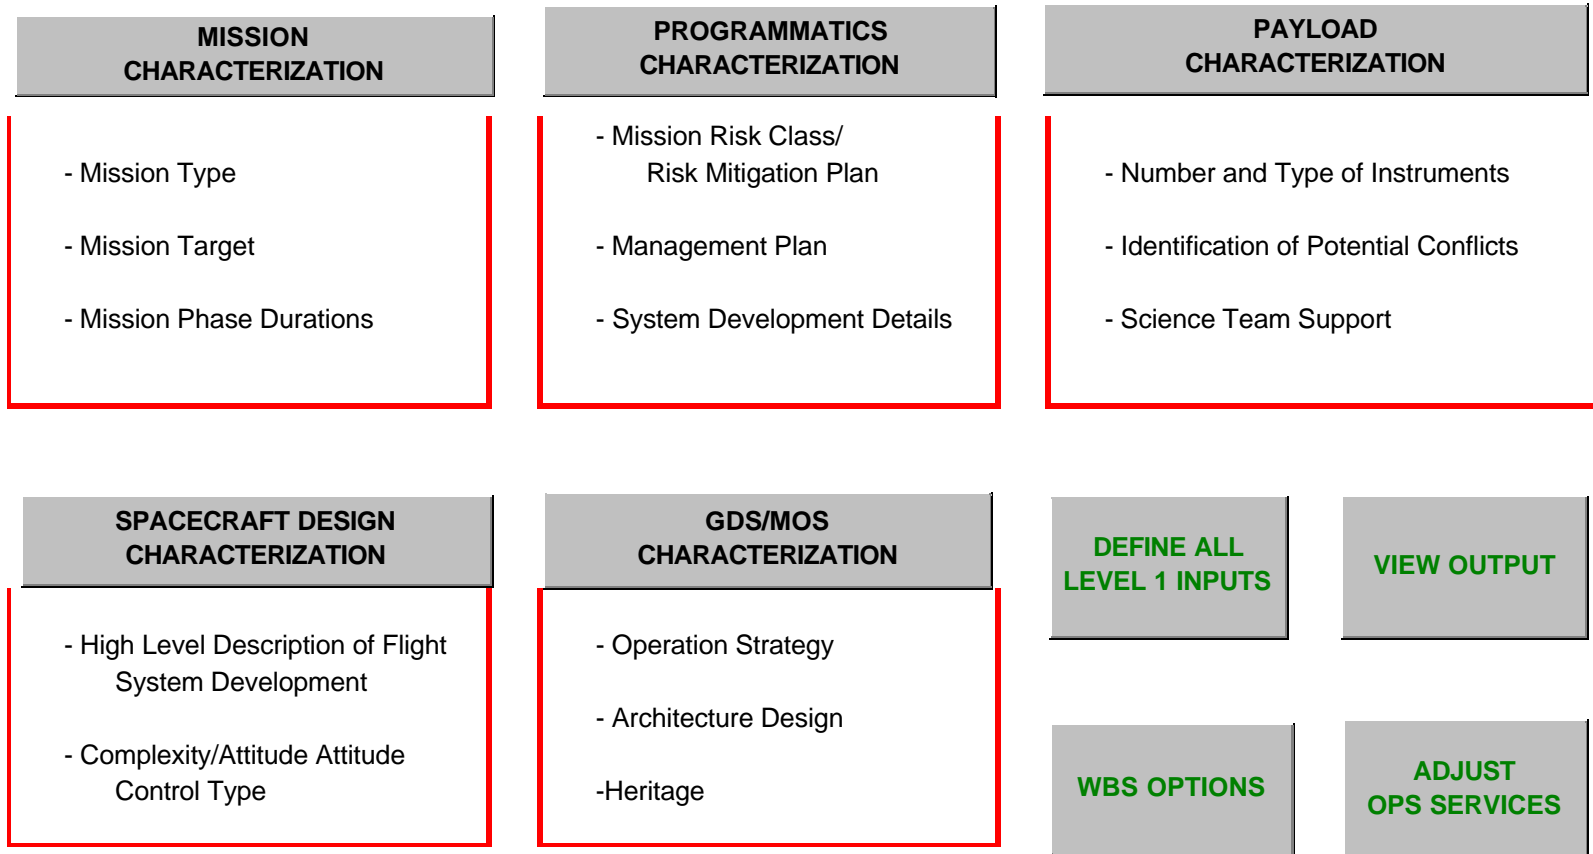 MISSION
CHARACTERIZATION
- Mission Type
- Mission Target
- Mission Phase Durations
PROGRAMMATICS
CHARACTERIZATION
- Mission Risk Class/
Risk Mitigation Plan
- Management Plan
- System Development Details
PAYLOAD
CHARACTERIZATION
- Number and Type of Instruments
- Identification of Potential Conflicts
- Science Team Support
SPACECRAFT DESIGN
CHARACTERIZATION
- High Level Description of Flight
System Development
- Complexity/Attitude Attitude
Control Type
GDS/MOS
CHARACTERIZATION
- Operation Strategy
- Architecture Design
-Heritage
DEFINE ALL
LEVEL 1 INPUTS
VIEW OUTPUT
WBS OPTIONS
ADJUST
OPS SERVICES